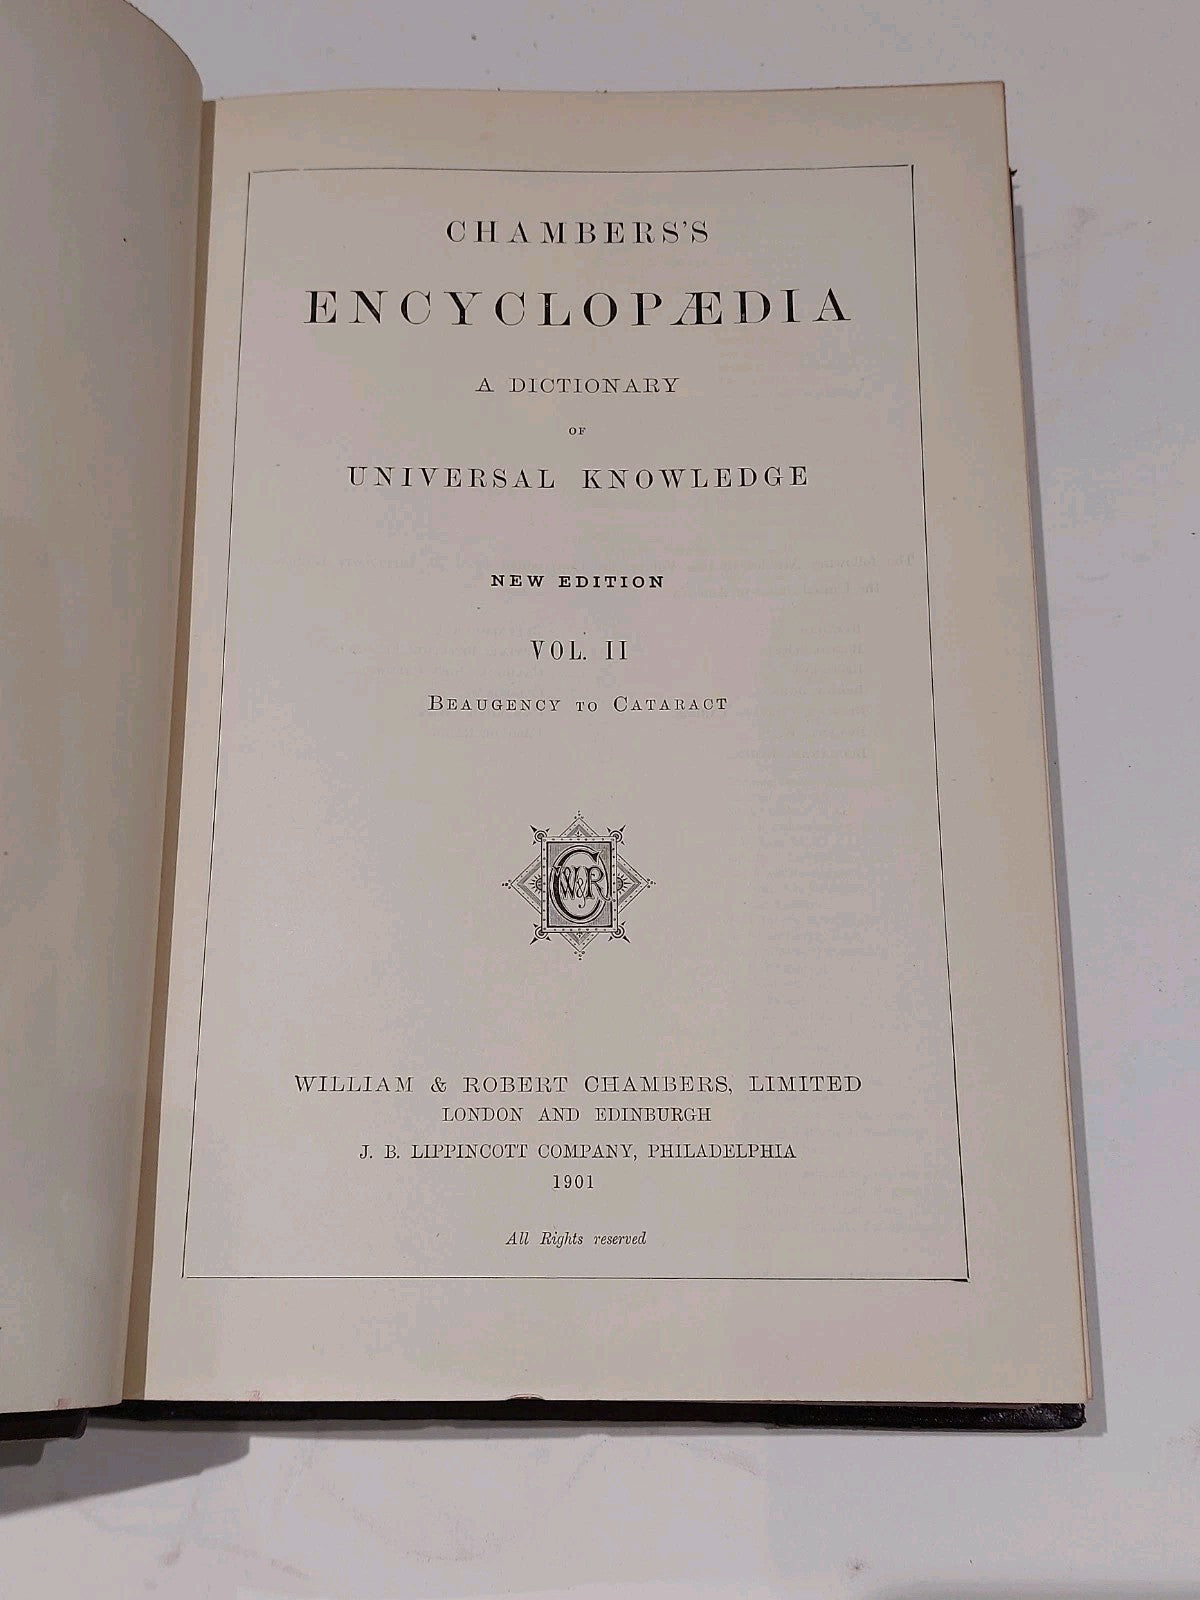 CHAMBERS'S
ENCYCLOPÆDIA
A DICTIONARY
OF
UNIVERSAL KNOWLEDGE
NEW EDITION
VOL. II
BEAUGENCY TO CATARACT
W&R
WILLIAM & ROBERT CHAMBERS, LIMITED
LONDON AND EDINBURGH
J. B. LIPPINCOTT COMPANY, PHILADELPHIA
1901
All Rights reserved